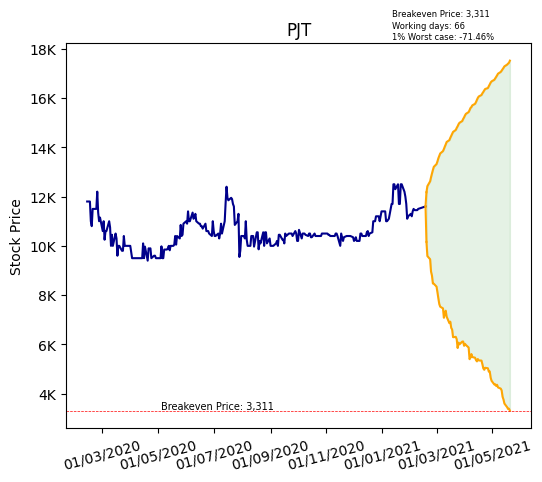 Breakeven Price: 3,311
Working days: 66
1% Worst case: -71.46%
PJT
Stock Price
18K
16K
14K
12K
10K
8K
6K
4K
Breakeven Price: 3,311
01/03/2020
01/05/2020
01/07/2020
01/09/2020
01/11/2020
01/01/2021
01/03/2021
01/05/2021